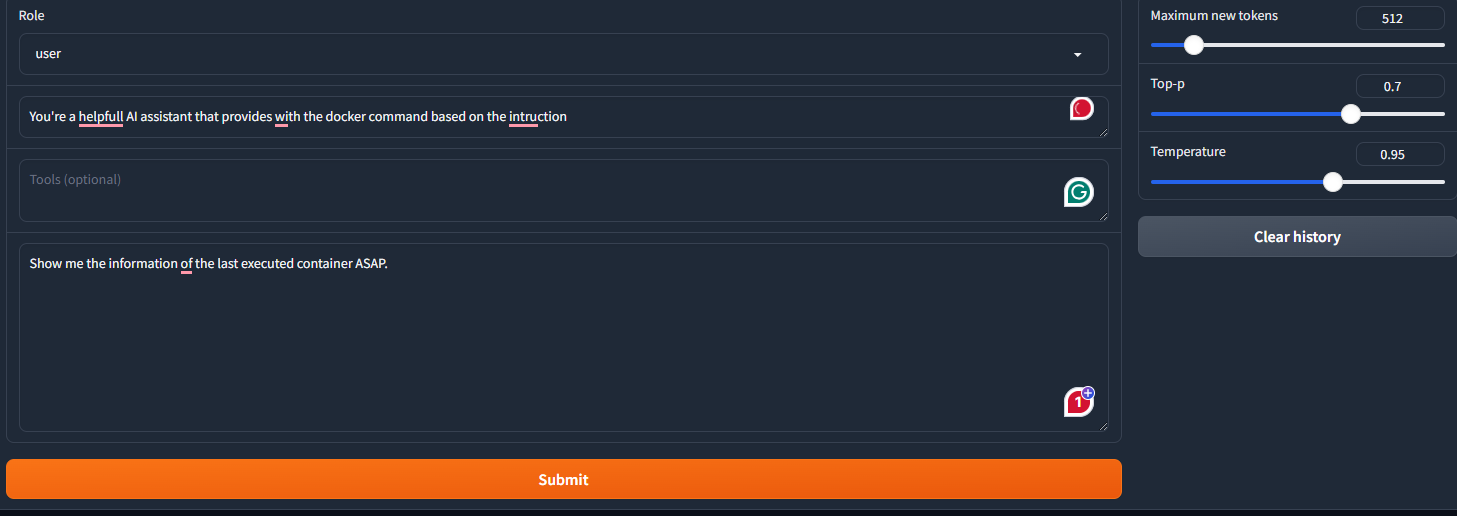 Role
user
You're a helpfull AI assistant that provides with the docker command based on the intruction
Tools (optional)
Show me the information of the last executed container ASAP.
1
Submit
Maximum new tokens
512
Top-p
0.7
Temperature
0.95
Clear history